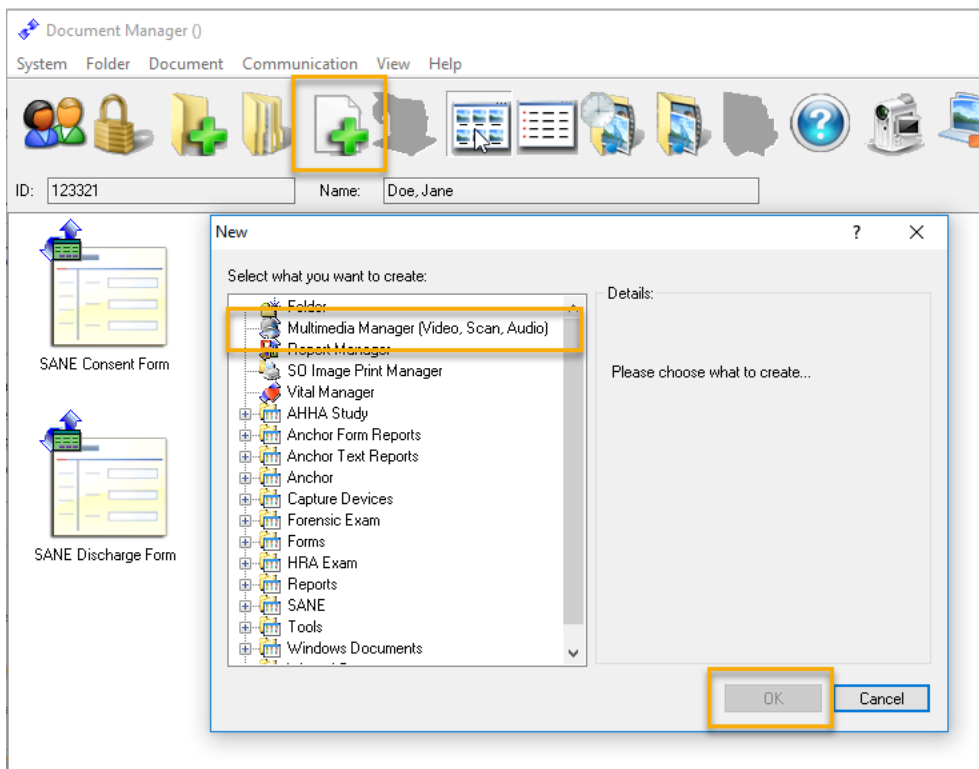 Document Manager ()
System Folder Document Communication View Help
ID: 123321 Name: Doe, Jane
SANE Consent Form
SANE Discharge Form
New
Select what you want to create:
Folder
Multimedia Manager (Video, Scan, Audio)
Report Manager
SO Image Print Manager
Vital Manager
AHHA Study
Anchor Form Reports
Anchor Text Reports
Anchor
Capture Devices
Forensic Exam
Forms
HRA Exam
Reports
SANE
Tools
Windows Documents
Details:
Please choose what to create...
OK Cancel